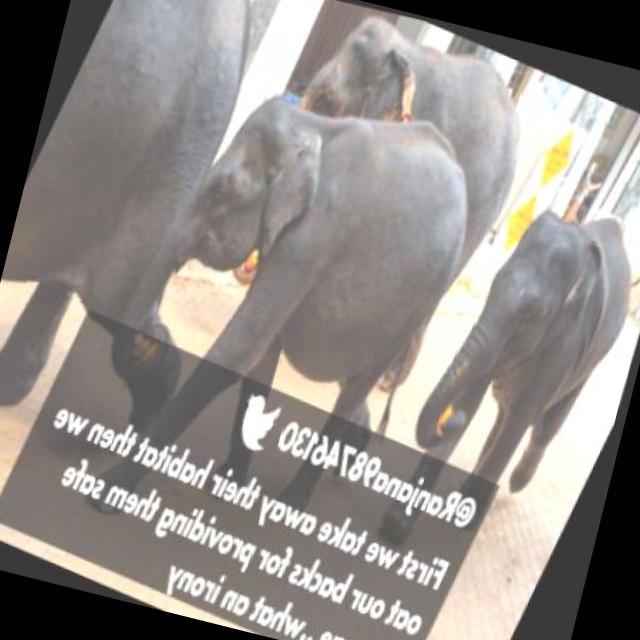 @Ranjana98746130
First we take away their habitat then we
pat our backs for providing them safe
...what an irony